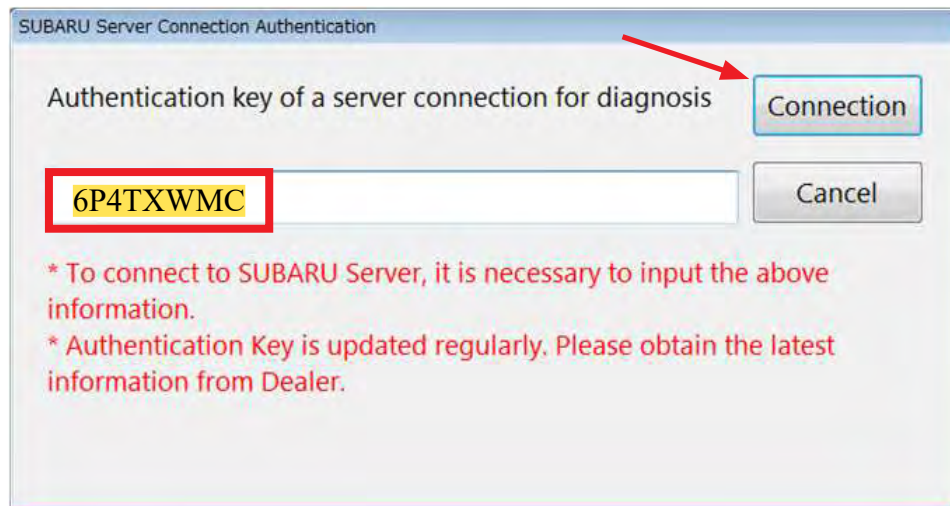 SUBARU Server Connection Authentication
Authentication key of a server connection for diagnosis
Connection
6P4TXWMC
Cancel
* To connect to SUBARU Server, it is necessary to input the above
information.
* Authentication Key is updated regularly. Please obtain the latest
information from Dealer.